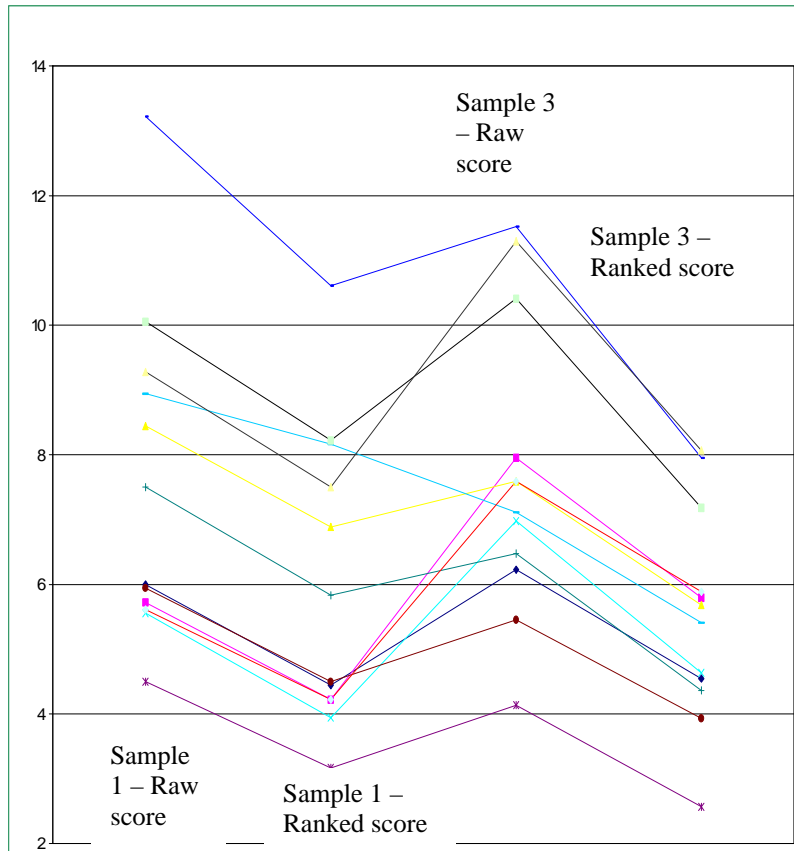 14
Sample 3
– Raw
score
12
Sample 3 –
Ranked score
10
8
6
4
Sample
1 – Raw
score
Sample 1 –
Ranked score
2